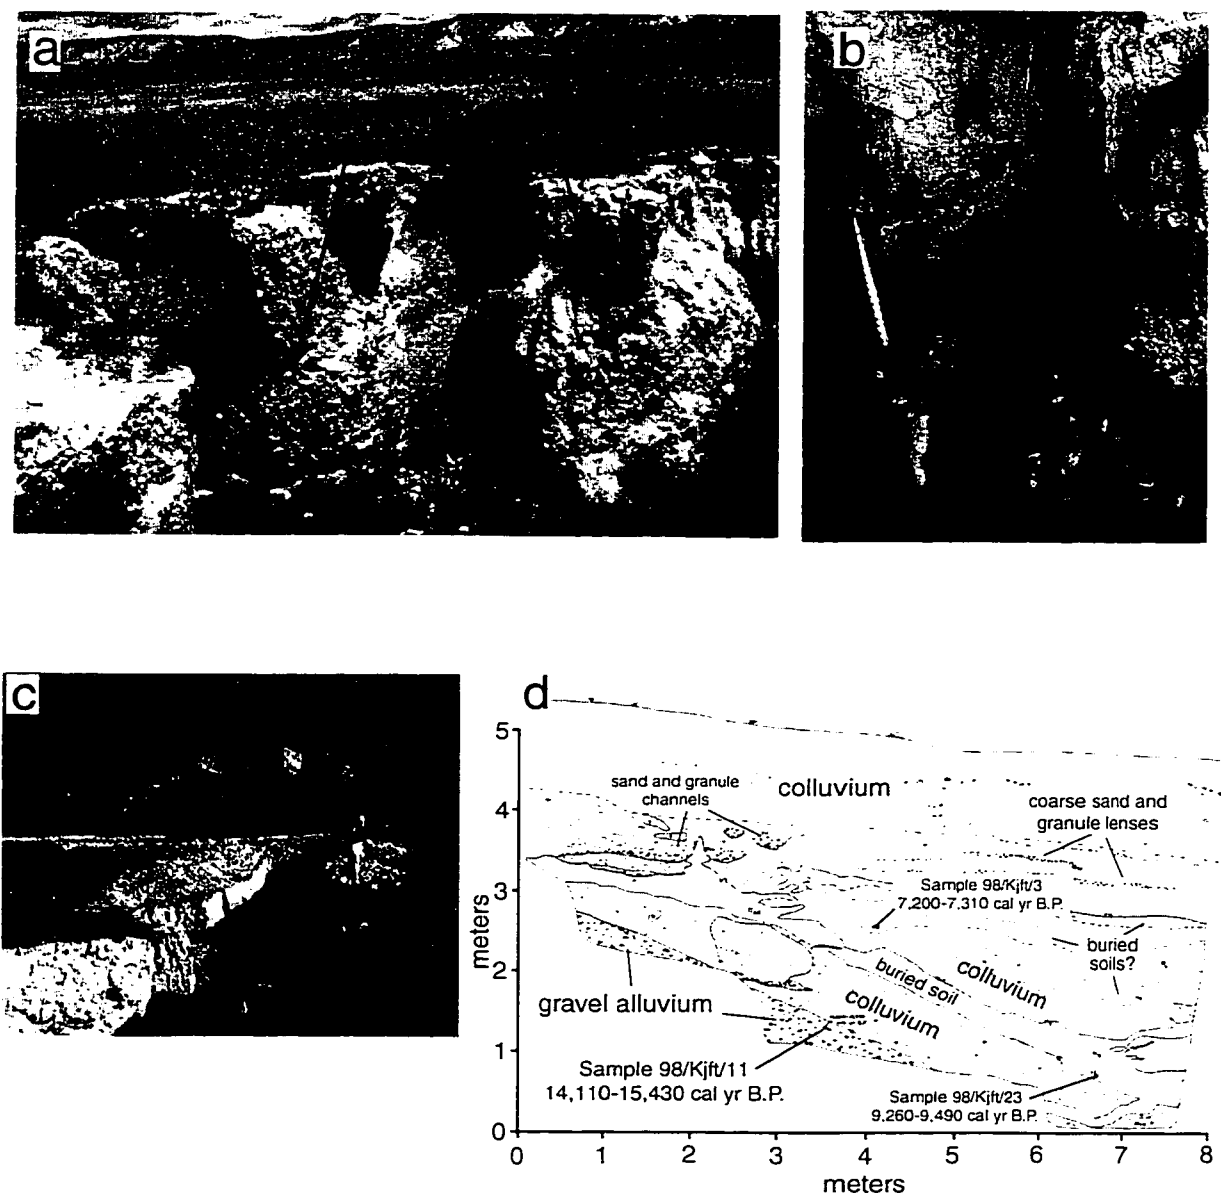 a
b
c
d
5
4
3
2
1
0
meters
sand and granule
channels
colluvium
coarse sand and
granule lenses
Sample 98/Kjft/3
7,200-7,310 cal yr B.P.
buried
soils?
colluvium
buried soil
colluvium
gravel alluvium
Sample 98/Kjft/11
14,110-15,430 cal yr B.P.
Sample 98/Kjft/23
9,260-9,490 cal yr B.P.
0 1 2 3 4 5 6 7 8
meters